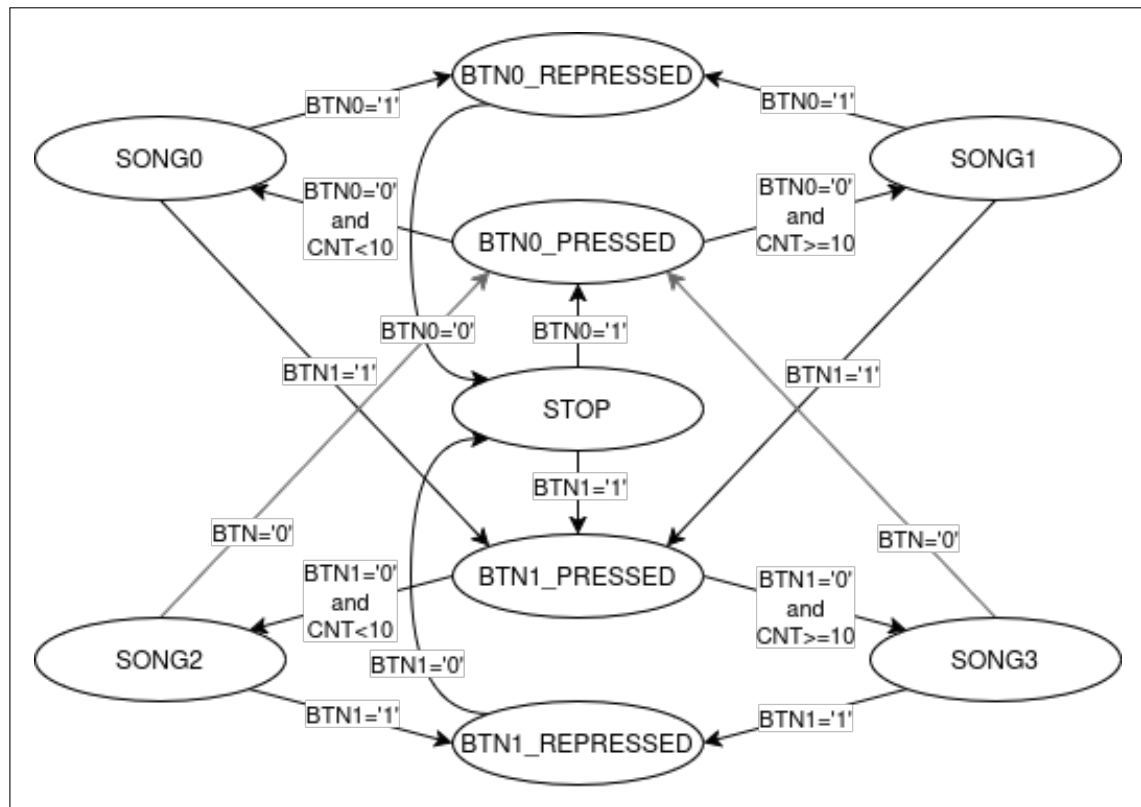 BTN0_REPRESSED
BTN0='1'
BTN0='1'
SONG0
SONG1
BTN0='0'
and
CNT<10
BTN0_PRESSED
BTN0='0'
and
CNT>=10
BTN0='0'
BTN0='1'
BTN1='1'
BTN1='1'
STOP
BTN1='1'
BTN='0'
BTN='0'
BTN1='0'
and
CNT<10
BTN1_PRESSED
BTN1='0'
and
CNT>=10
SONG2
BTN1='0'
SONG3
BTN1='1'
BTN1='1'
BTN1_REPRESSED